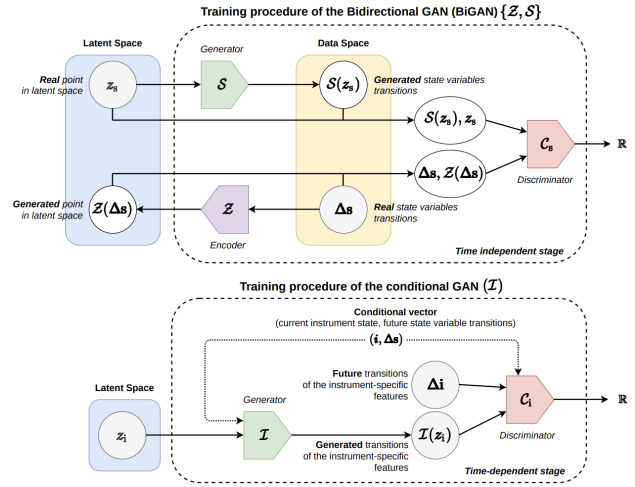 Training procedure of the Bidirectional GAN (BiGAN) {𝒵, 𝒮}
Latent Space
Generator
Data Space
Real point
in latent space
z_s
𝒮
𝒮(z_s)
Generated state variables
transitions
𝒮(z_s), z_s
𝒞_s
ℝ
Δs, 𝒵(Δs)
Discriminator
Generated point
in latent space
𝒵(Δs)
𝒵
Δs
Real state variables
transitions
Encoder
Time independent stage
Training procedure of the conditional GAN (ℐ)
Conditional vector
(current instrument state, future state variable transitions)
(i, Δs)
Latent Space
Generator
Future transitions
of the instrument-specific
features
Δi
𝒞_i
ℝ
z_i
ℐ
ℐ(z_i)
Discriminator
Generated transitions
of the instrument-specific
features
Time-dependent stage